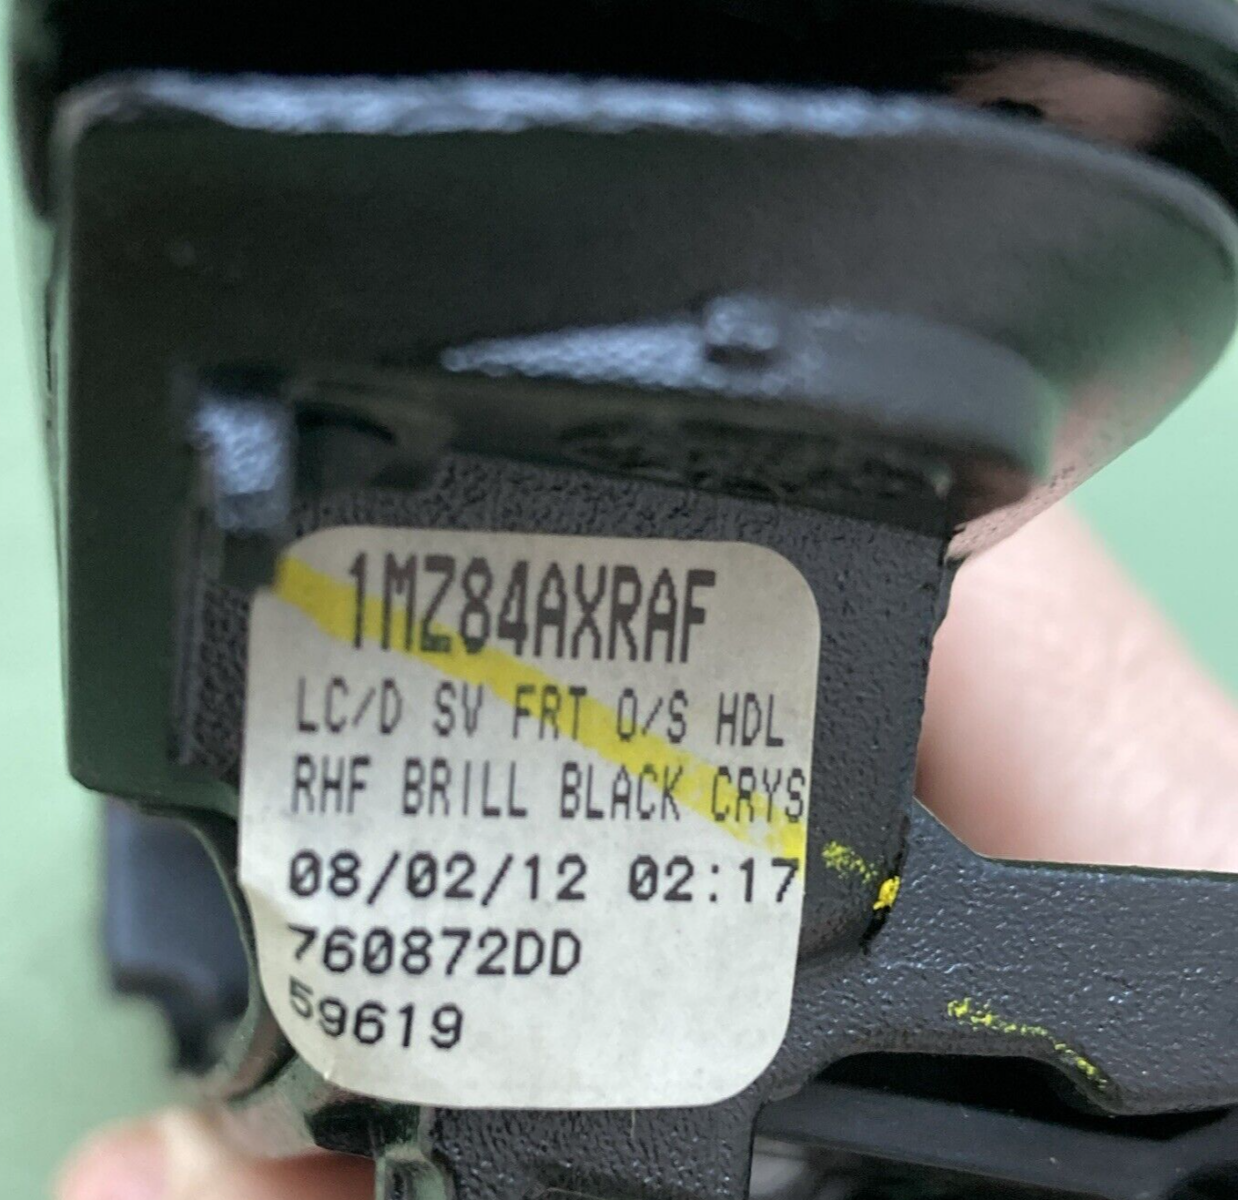 1MZ84AXRAF
LC/D SV FRT O/S HDL
RHF BRILL BLACK CRYS
08/02/12 02:17
760872DD
59619